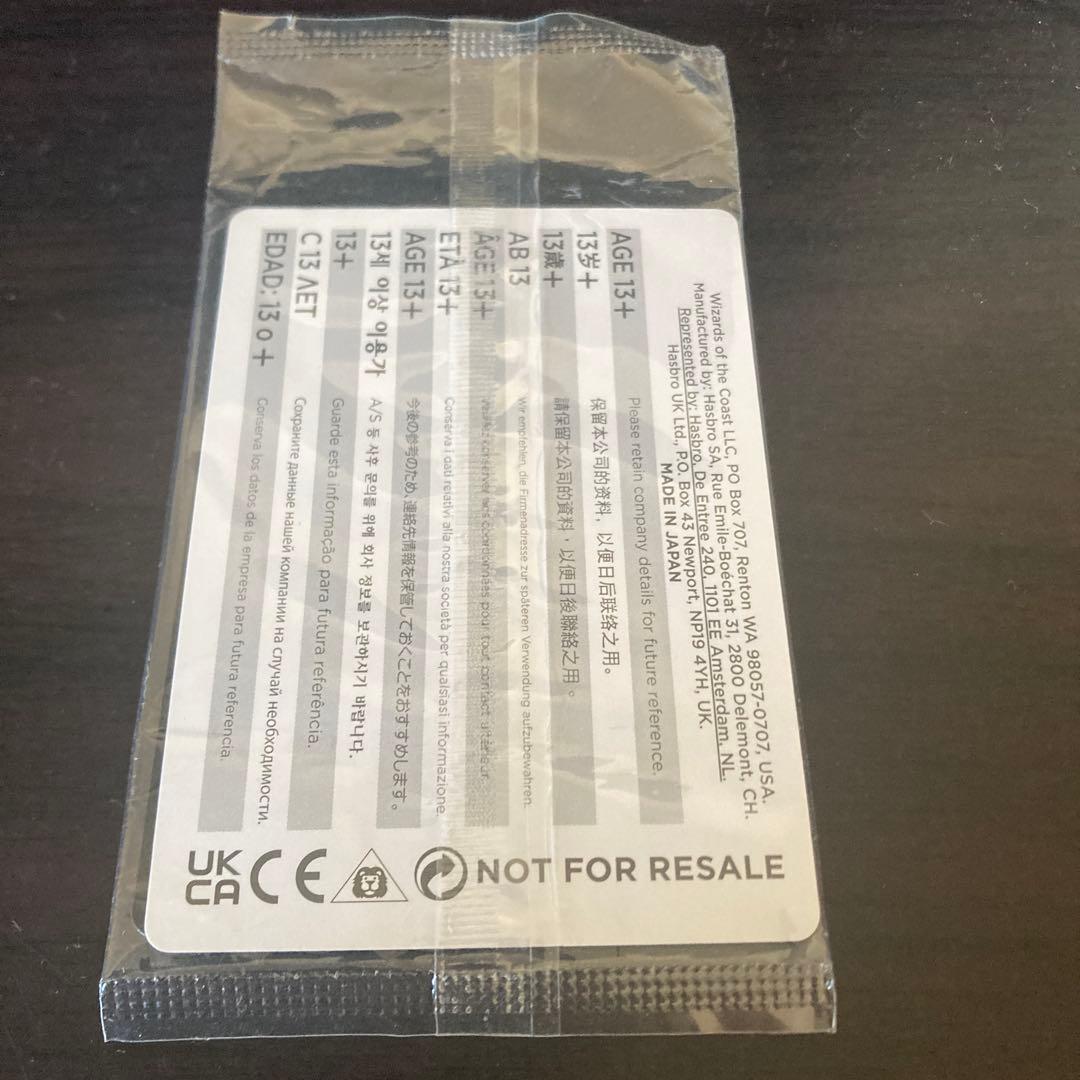 Wizards of the Coast LLC, PO Box 707, Renton WA 98057-0707, USA.
Manufactured by: Hasbro SA, Rue Emile-Boéchat 31, 2800 Delemont, CH.
Represented by: Hasbro, De Entree 240, 1101 EE Amsterdam, NL.
Hasbro UK Ltd., P.O. Box 43 Newport, NP19 4YH, UK.
MADE IN JAPAN
AGE 13+ Please retain company details for future reference.
13岁+ 保留本公司的资料，以便日后联络之用。
13歲+ 請保留本公司的資料，以便日後聯絡之用。
AB 13 Wir empfehlen, die Firmenadresse zur späteren Verwendung aufzubewahren.
ÂGE 13+ Veuillez conserver nos coordonnées pour tout contact ultérieur.
ETÀ 13+ Conserva i dati relativi alla nostra società per qualsiasi informazione.
AGE 13+ 今後の参考のため、連絡先情報を保管しておくことをおすすめします。
13세 이상 이용가 A/S 등 사후 문의를 위해 회사 정보를 보관하시기 바랍니다.
13+ Guarde esta informação para futura referência.
С 13 ЛЕТ Сохраните данные нашей компании на случай необходимости.
EDAD: 13 o + Conserva los datos de la empresa para futura referencia.
UK
CA CE NOT FOR RESALE